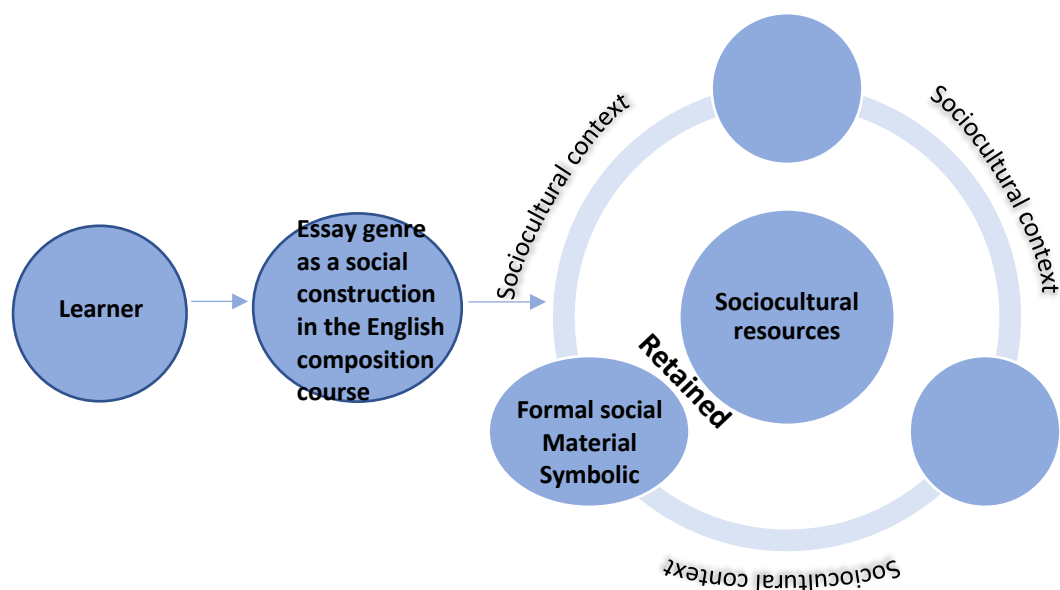 Learner
Essay genre
as a social
construction
in the English
composition
course
Sociocultural context
Sociocultural context
Sociocultural
resources
Retained
Formal social
Material
Symbolic
Sociocultural context